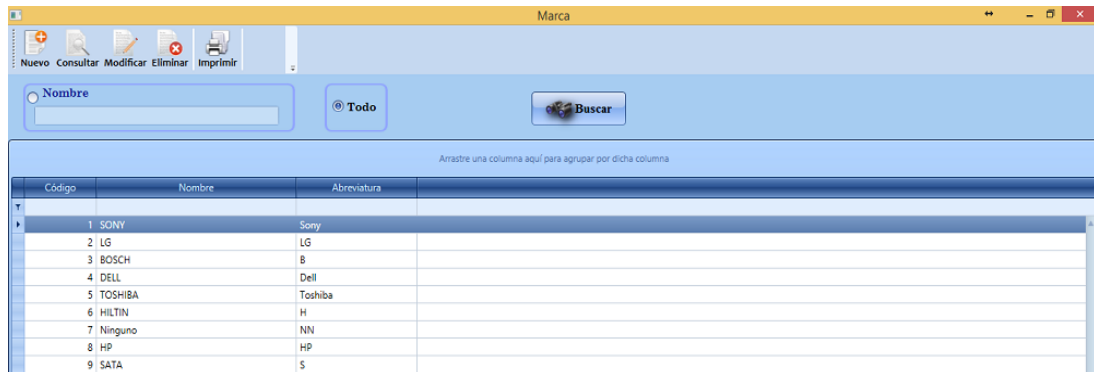 Marca
Nuevo Consultar Modificar Eliminar Imprimir
Nombre
Todo
Buscar
Arrastre una columna aquí para agrupar por dicha columna
Código Nombre Abreviatura
1 SONY Sony
2 LG LG
3 BOSCH B
4 DELL Dell
5 TOSHIBA Toshiba
6 HILTIN H
7 Ninguno NN
8 HP HP
9 SATA S